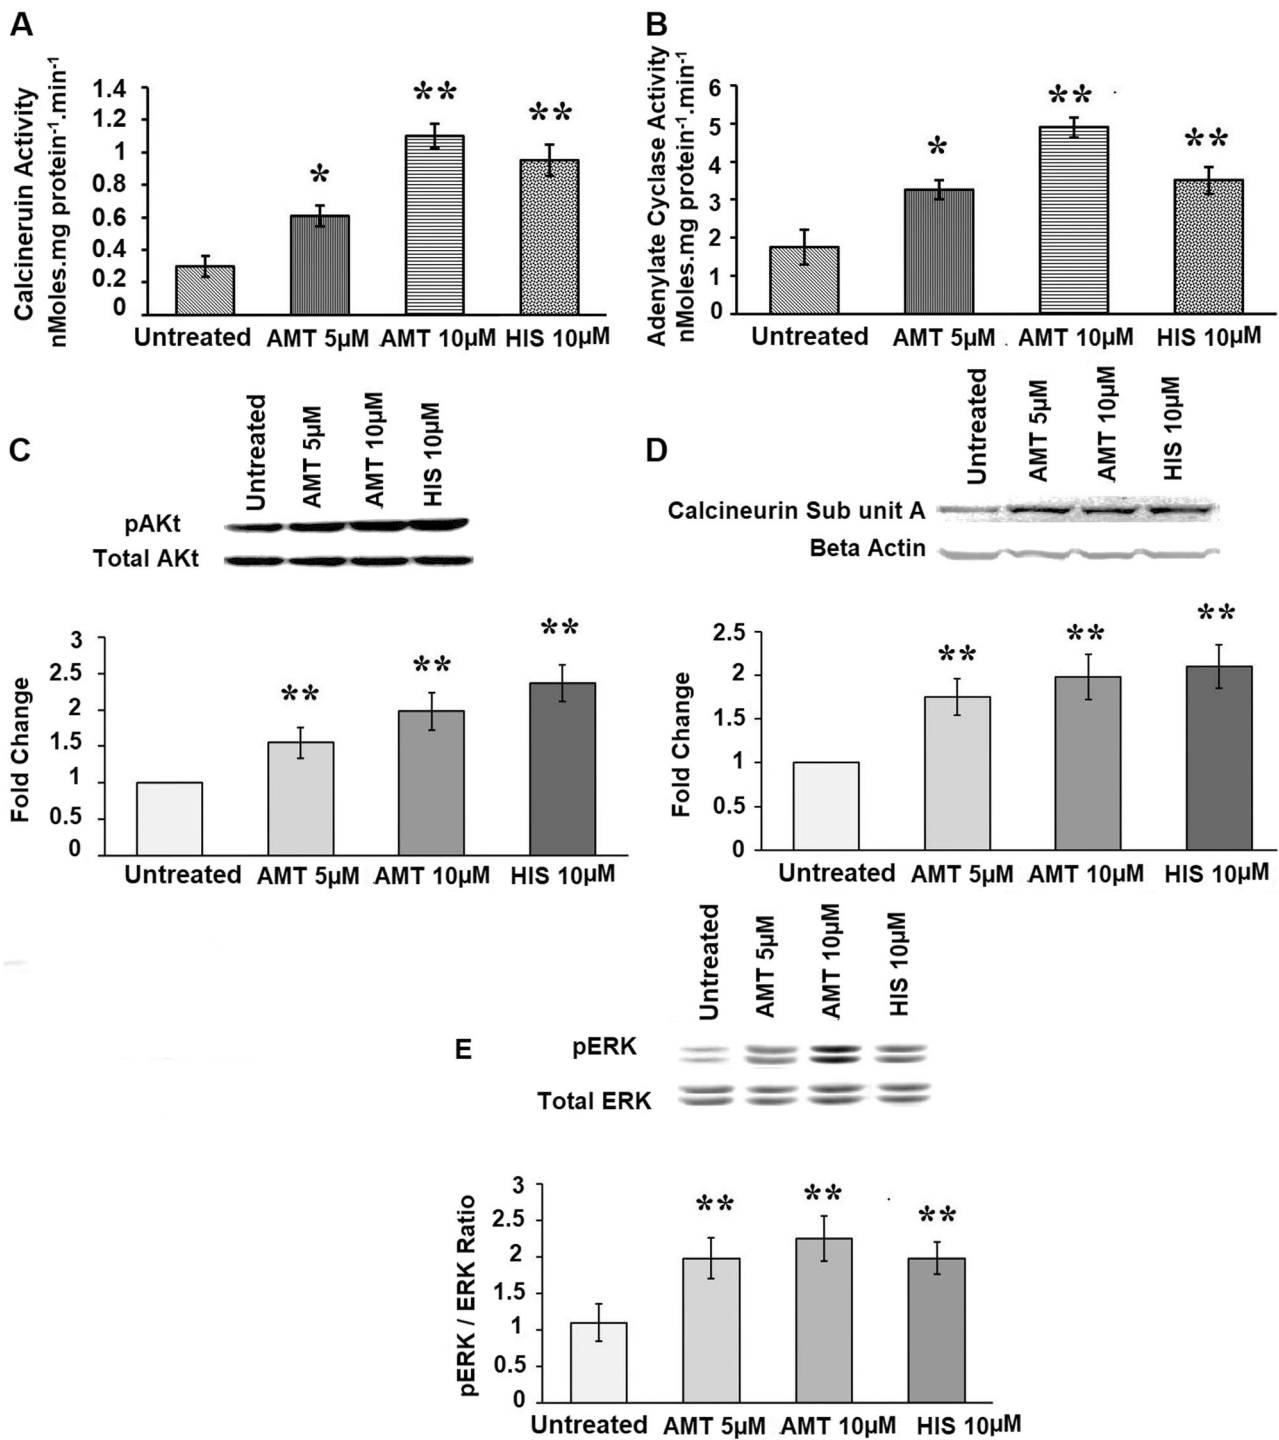 A
Calcineruin Activity
nMoles.mg protein-1.min-1
1.4
1.2
1
0.8
0.6
0.4
0.2
0
*
**
**
Untreated AMT 5µM AMT 10µM HIS 10µM
B
Adenylate Cyclase Activity
nMoles.mg protein-1.min-1
6
5
4
3
2
1
0
*
**
**
Untreated AMT 5µM AMT 10µM HIS 10µM
C
Untreated
AMT 5µM
AMT 10µM
HIS 10µM
pAKt
Total AKt
Fold Change
3
2.5
2
1.5
1
0.5
0
**
**
**
Untreated AMT 5µM AMT 10µM HIS 10µM
D
Untreated
AMT 5µM
AMT 10µM
HIS 10µM
Calcineurin Sub unit A
Beta Actin
Fold Change
2.5
2
1.5
1
0.5
0
**
**
**
Untreated AMT 5µM AMT 10µM HIS 10µM
E
Untreated
AMT 5µM
AMT 10µM
HIS 10µM
pERK
Total ERK
pERK / ERK Ratio
3
2.5
2
1.5
1
0.5
0
**
**
**
Untreated AMT 5µM AMT 10µM HIS 10µM